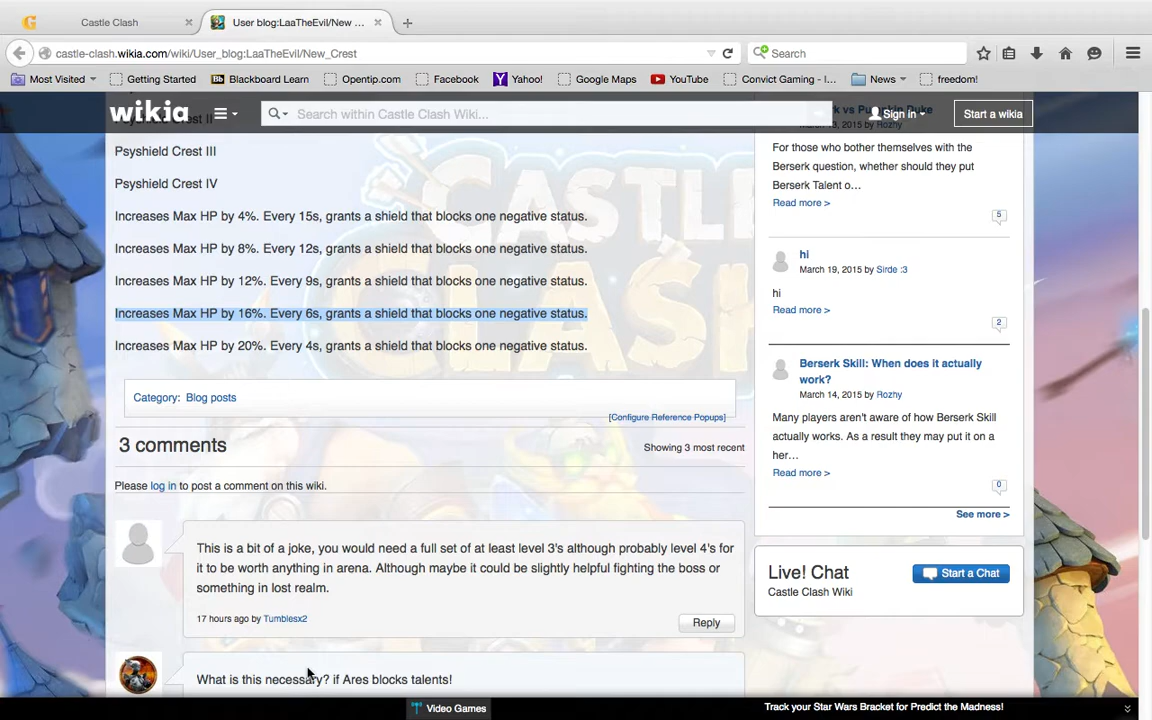 Castle Clash
User blog:LaaTheEvil/New ...
castle-clash.wikia.com/wiki/User_blog:LaaTheEvil/New_Crest
Search
Most Visited
Getting Started
Bb Blackboard Learn
Opentip.com
Facebook
Yahoo!
Google Maps
YouTube
Convict Gaming - I...
News
freedom!
wikia
Search within Castle Clash Wiki...
Sign in
Start a wikia
Psyshield Crest III
Psyshield Crest IV
Increases Max HP by 4%. Every 15s, grants a shield that blocks one negative status.
Increases Max HP by 8%. Every 12s, grants a shield that blocks one negative status.
Increases Max HP by 12%. Every 9s, grants a shield that blocks one negative status.
Increases Max HP by 16%. Every 6s, grants a shield that blocks one negative status.
Increases Max HP by 20%. Every 4s, grants a shield that blocks one negative status.
Category: Blog posts
[Configure Reference Popups]
3 comments
Showing 3 most recent
Please log in to post a comment on this wiki.
This is a bit of a joke, you would need a full set of at least level 3's although probably level 4's for
it to be worth anything in arena. Although maybe it could be slightly helpful fighting the boss or
something in lost realm.
17 hours ago by Tumblesx2
Reply
What is this necessary? if Ares blocks talents!
March 13, 2015 by Rozhy
For those who bother themselves with the
Berserk question, whether should they put
Berserk Talent o...
Read more >
5
hi
March 19, 2015 by Sirde :3
hi
Read more >
2
Berserk Skill: When does it actually
work?
March 14, 2015 by Rozhy
Many players aren't aware of how Berserk Skill
actually works. As a result they may put it on a
her...
Read more >
0
See more >
Live! Chat
Start a Chat
Castle Clash Wiki
CASTLE
CLASH
Video Games
Track your Star Wars Bracket for Predict the Madness!